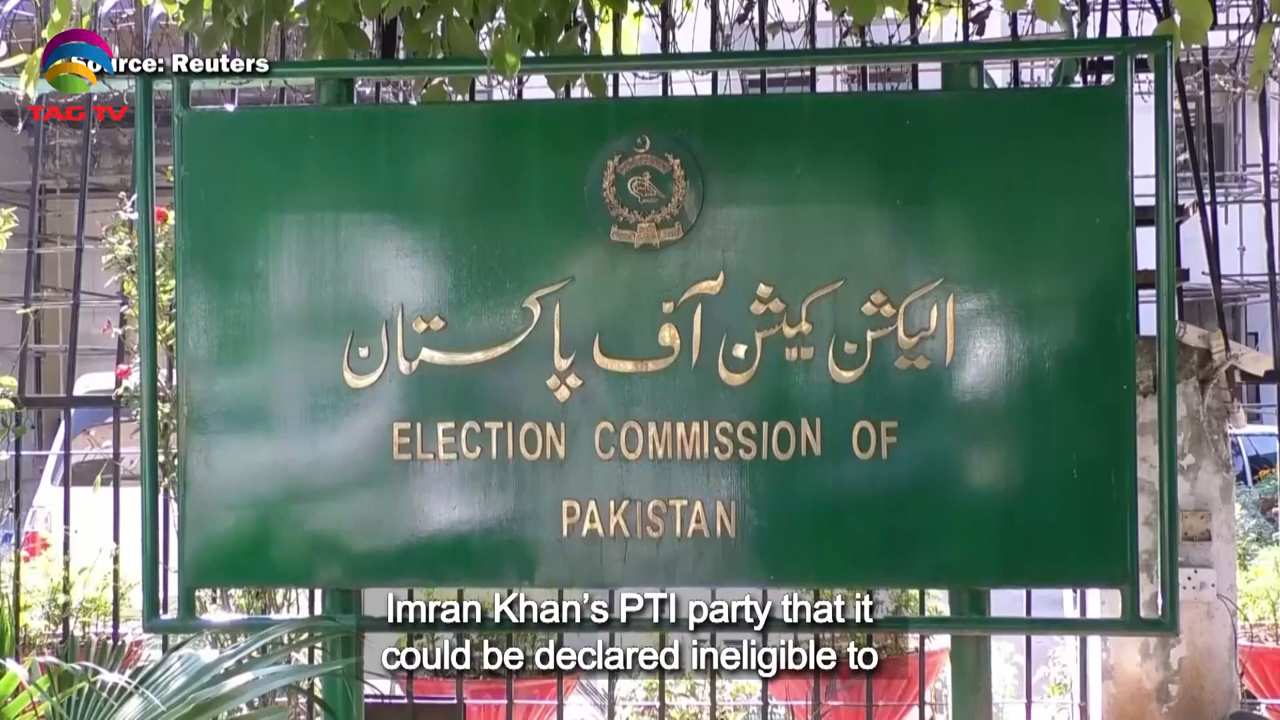 Source: Reuters
TAG TV
الیکشن کمیشن آف پاکستان
ELECTION COMMISSION OF
PAKISTAN
Imran Khan's PTI party that it
could be declared ineligible to